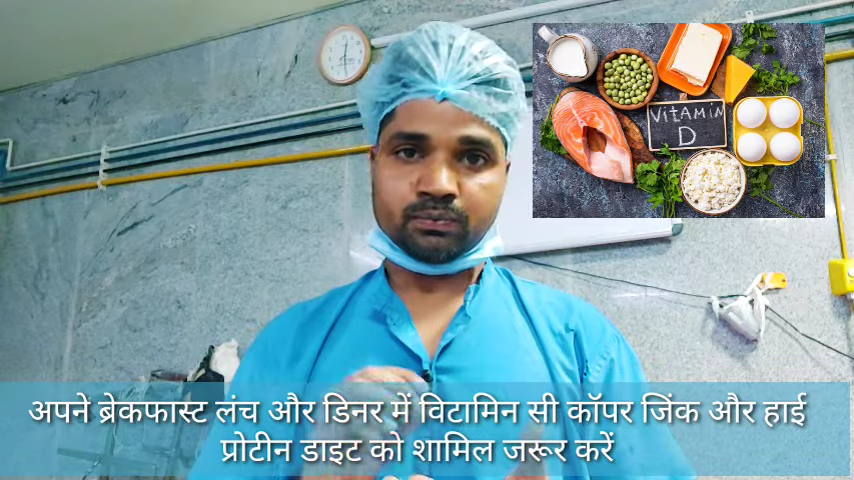 VITAMIN
D
अपने ब्रेकफास्ट लंच और डिनर में विटामिन सी कॉपर जिंक और हाई
प्रोटीन डाइट को शामिल जरूर करें